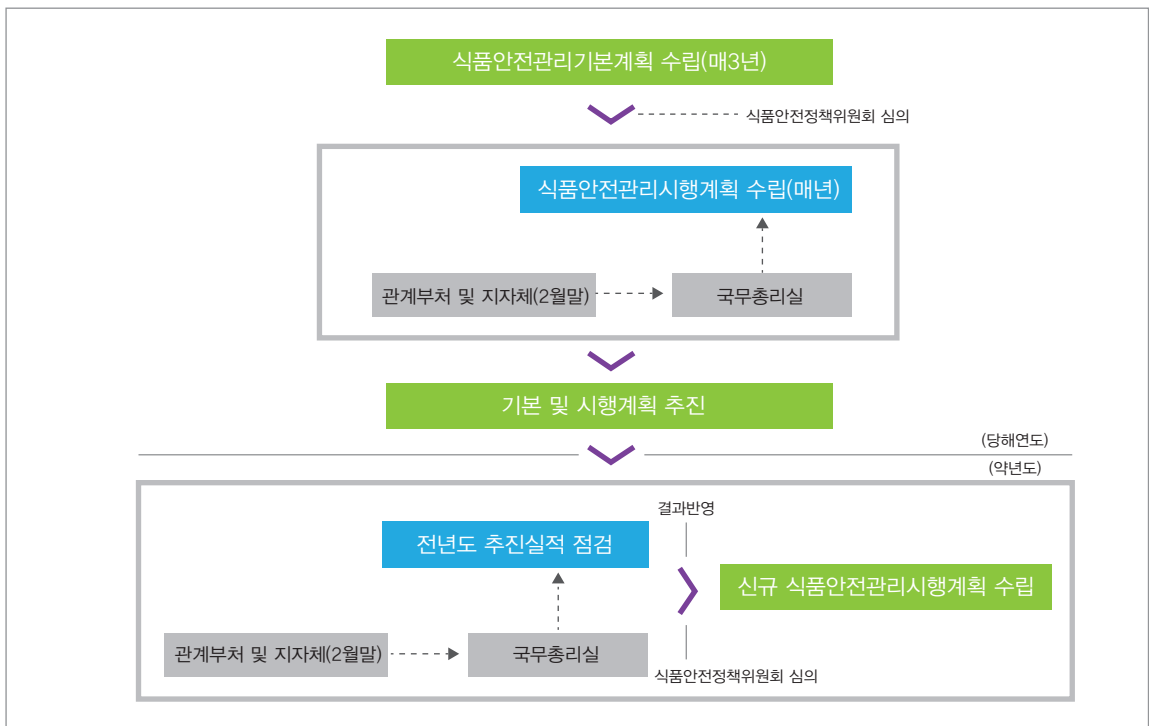 식품안전관리기본계획 수립(매3년)
식품안전정책위원회 심의
식품안전관리시행계획 수립(매년)
관계부처 및 지자체(2월말)
국무총리실
기본 및 시행계획 추진
(당해연도)
(약년도)
결과반영
전년도 추진실적 점검
신규 식품안전관리시행계획 수립
관계부처 및 지자체(2월말)
국무총리실
식품안전정책위원회 심의